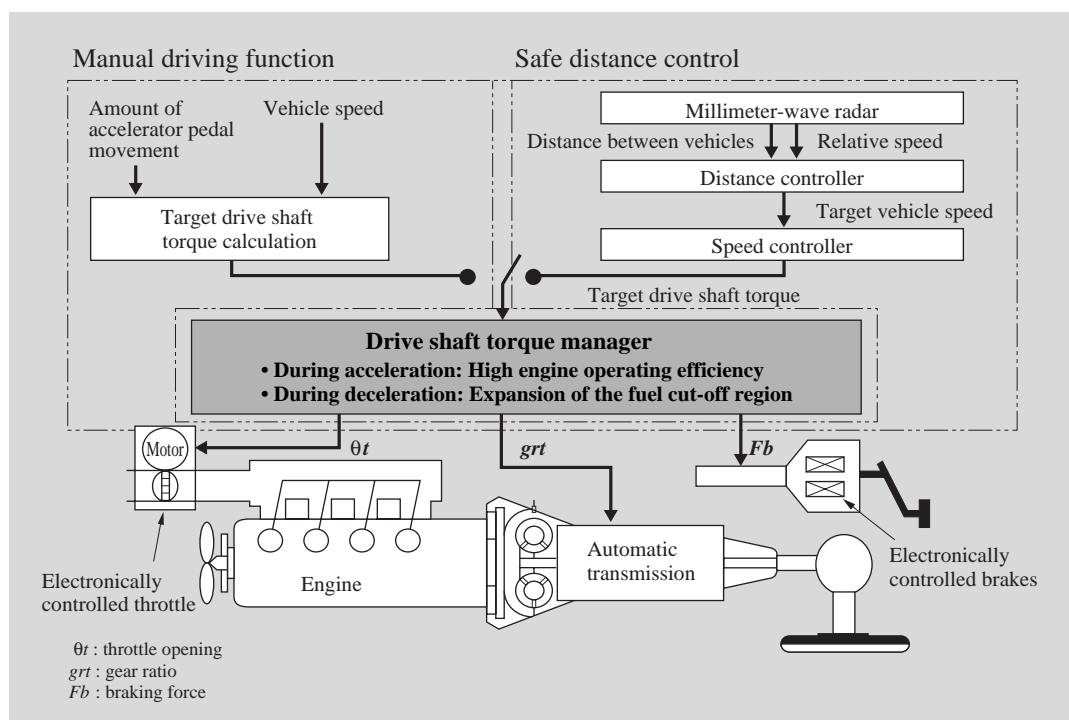 Manual driving function
Safe distance control
Amount of
accelerator pedal
movement
Vehicle speed
Target drive shaft
torque calculation
Millimeter-wave radar
Distance between vehicles
Relative speed
Distance controller
Target vehicle speed
Speed controller
Target drive shaft torque
Drive shaft torque manager
• During acceleration: High engine operating efficiency
• During deceleration: Expansion of the fuel cut-off region
Motor
θt
grt
Fb
Electronically
controlled throttle
Engine
Automatic
transmission
Electronically
controlled brakes
θt : throttle opening
grt : gear ratio
Fb : braking force